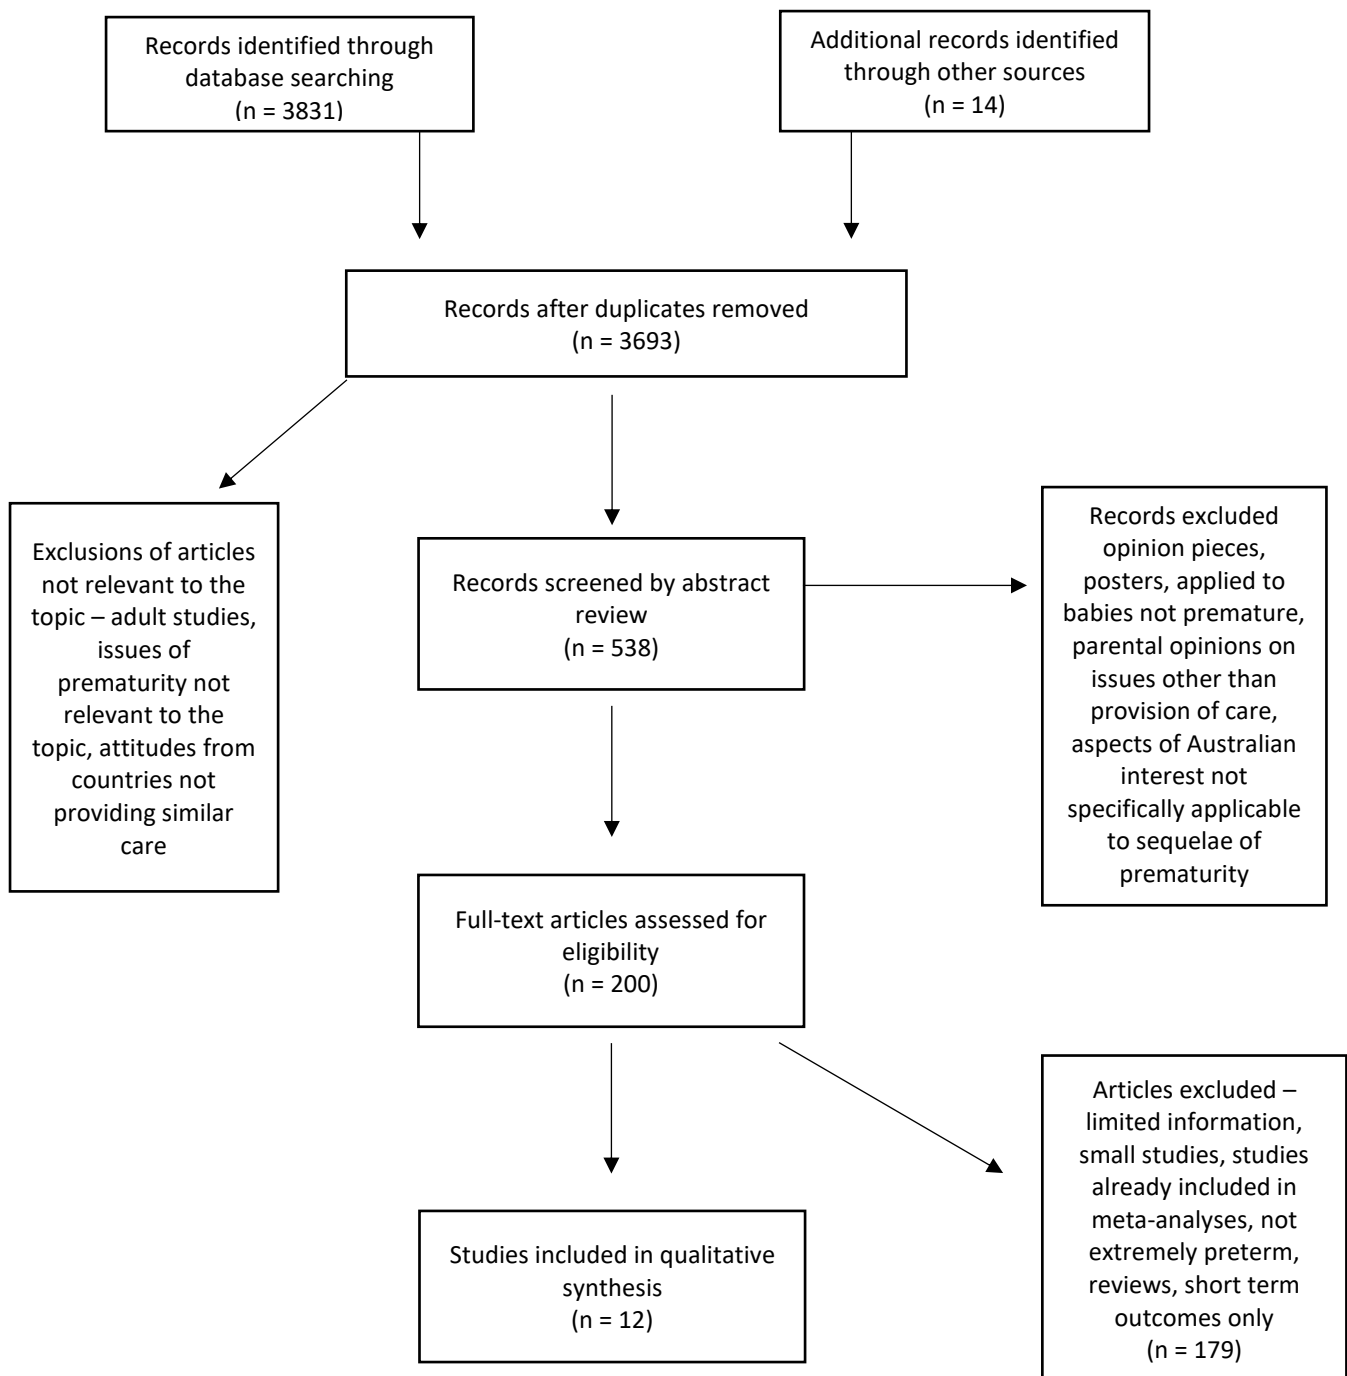 Records identified through
database searching
(n = 3831)
Additional records identified
through other sources
(n = 14)
Records after duplicates removed
(n = 3693)
Exclusions of articles
not relevant to the
topic – adult studies,
issues of
prematurity not
relevant to the
topic, attitudes from
countries not
providing similar
care
Records screened by abstract
review
(n = 538)
Records excluded
opinion pieces,
posters, applied to
babies not premature,
parental opinions on
issues other than
provision of care,
aspects of Australian
interest not
specifically applicable
to sequelae of
prematurity
Full-text articles assessed for
eligibility
(n = 200)
Articles excluded –
limited information,
small studies, studies
already included in
meta-analyses, not
extremely preterm,
reviews, short term
outcomes only
(n = 179)
Studies included in qualitative
synthesis
(n = 12)